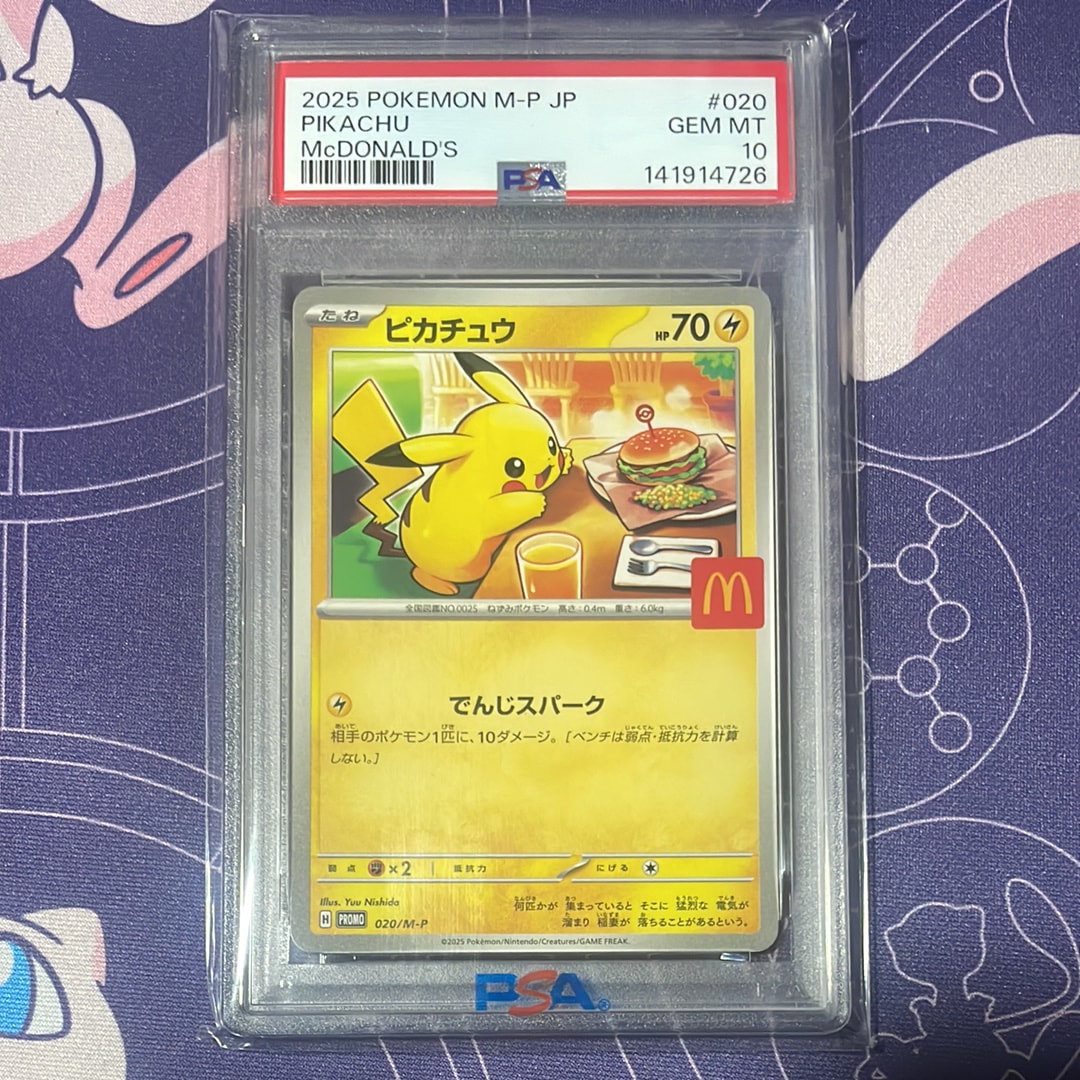 2025 POKEMON M-P JP #020
PIKACHU GEM MT
McDONALD'S 10
PSA 141914726
たね ピカチュウ HP70
M
全国図鑑NO.0025 ねずみポケモン 高さ:0.4m 重さ:6.0kg
でんじスパーク
相手のポケモン1匹に、10ダメージ。[ベンチは弱点・抵抗力を計算
しない。]
弱点 ×2 抵抗力 にげる
Illus. Yuu Nishida
何匹かが 集まっていると そこに 猛烈な 電気が
H PROMO 020/M-P
溜まり 稲妻が 落ちることがあるという。
©2025 Pokémon/Nintendo/Creatures/GAME FREAK.
PSA®